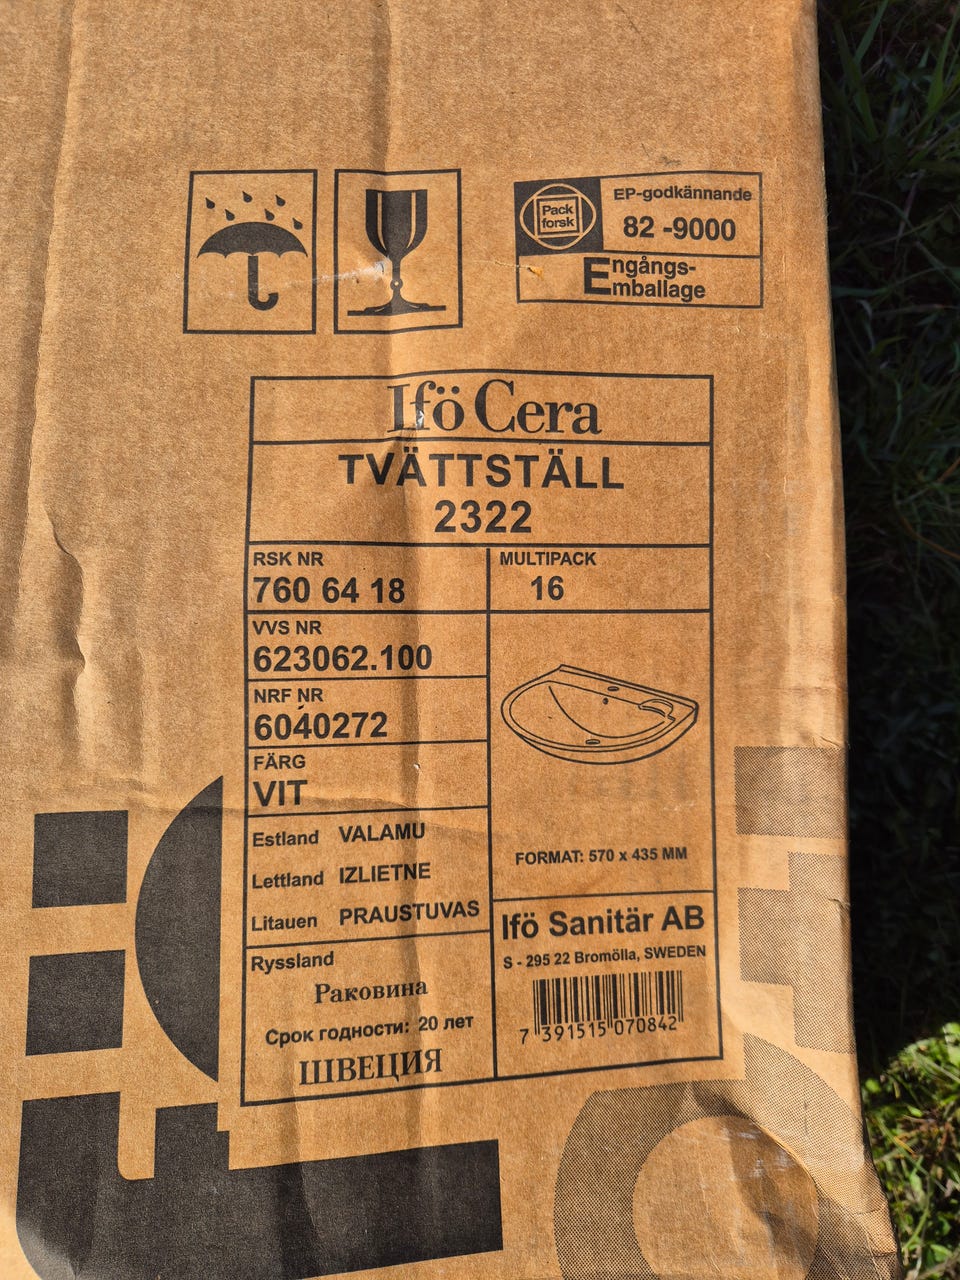 Pack
forsk
EP-godkännande
82 -9000
Engångs-
Emballage
Ifö Cera
TVÄTTSTÄLL
2322
RSK NR
760 64 18
MULTIPACK
16
VVS NR
623062.100
NRF NR
6040272
FÄRG
VIT
Estland VALAMU
Lettland IZLIETNE
Litauen PRAUSTUVAS
Ryssland
Раковина
Срок годности: 20 лет
ШВЕЦИЯ
FORMAT: 570 x 435 MM
Ifö Sanitär AB
S - 295 22 Bromölla, SWEDEN
7 391515 070842